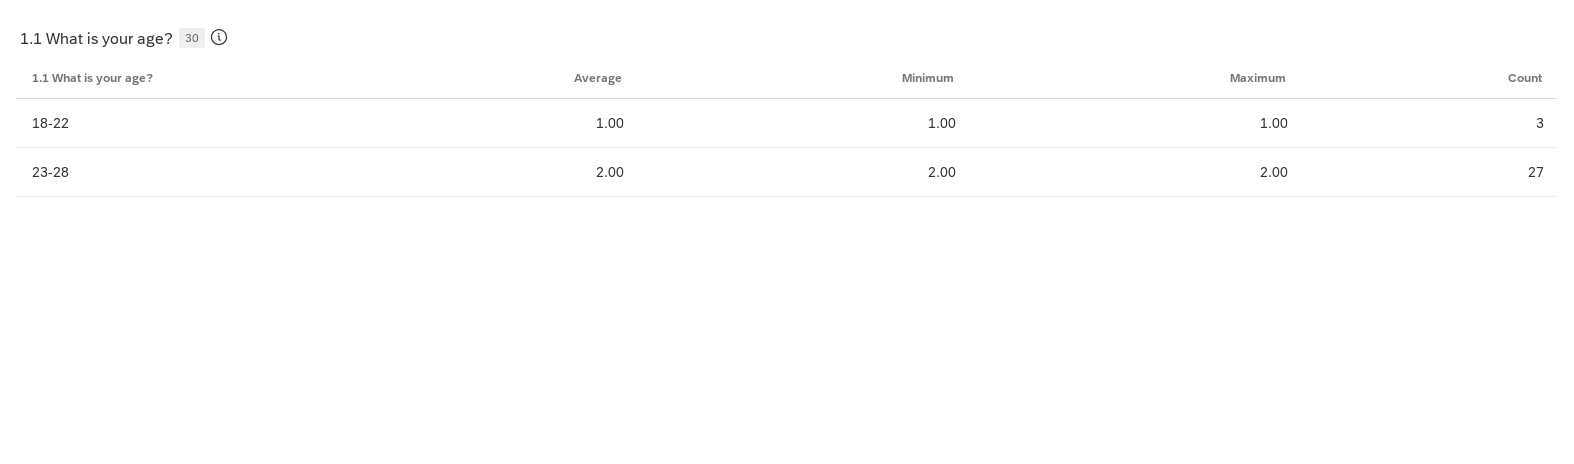 1.1 What is your age? 30
1.1 What is your age? Average Minimum Maximum Count
18-22 1.00 1.00 1.00 3
23-28 2.00 2.00 2.00 27